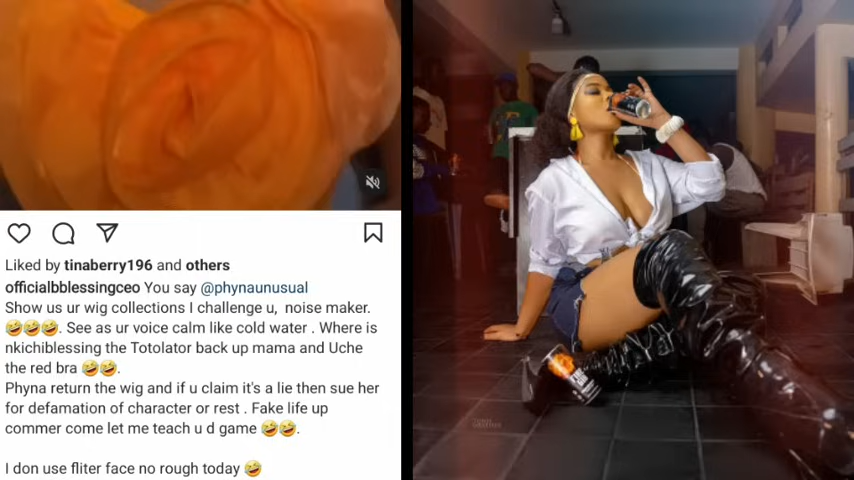 Liked by tinaberry196 and others
officialbblessingceo You say @phynaunusual
Show us ur wig collections I challenge u, noise maker.
🤣🤣🤣. See as ur voice calm like cold water . Where is
nkichiblessing the Totolator back up mama and Uche
the red bra 🤣🤣.
Phyna return the wig and if u claim it's a lie then sue her
for defamation of character or rest . Fake life up
commer come let me teach u d game 🤣🤣.
I don use fliter face no rough today 🤣